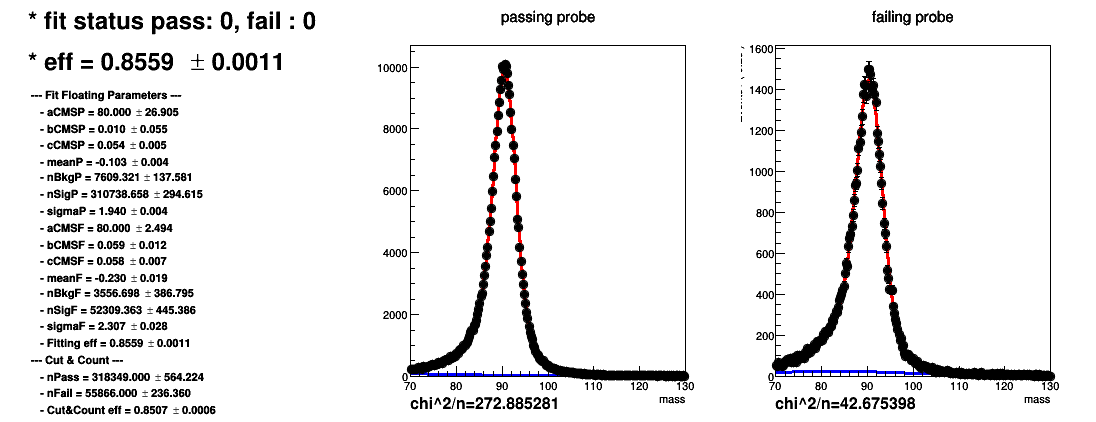 * fit status pass: 0, fail : 0
* eff = 0.8559 ± 0.0011
--- Fit Floating Parameters ---
- aCMSP = 80.000 ± 26.905
- bCMSP = 0.010 ± 0.055
- cCMSP = 0.054 ± 0.005
- meanP = -0.103 ± 0.004
- nBkgP = 7609.321 ± 137.581
- nSigP = 310738.658 ± 294.615
- sigmaP = 1.940 ± 0.004
- aCMSF = 80.000 ± 2.494
- bCMSF = 0.059 ± 0.012
- cCMSF = 0.058 ± 0.007
- meanF = -0.230 ± 0.019
- nBkgF = 3556.698 ± 386.795
- nSigF = 52309.363 ± 445.386
- sigmaF = 2.307 ± 0.028
- Fitting eff = 0.8559 ± 0.0011
--- Cut & Count ---
- nPass = 318349.000 ± 564.224
- nFail = 55866.000 ± 236.360
- Cut&Count eff = 0.8507 ± 0.0006
passing probe
10000
8000
6000
4000
2000
0
70 80 90 100 110 120 130
mass
chi^2/n=272.885281
failing probe
1600
1400
1200
1000
800
600
400
200
0
70 80 90 100 110 120 130
mass
chi^2/n=42.675398